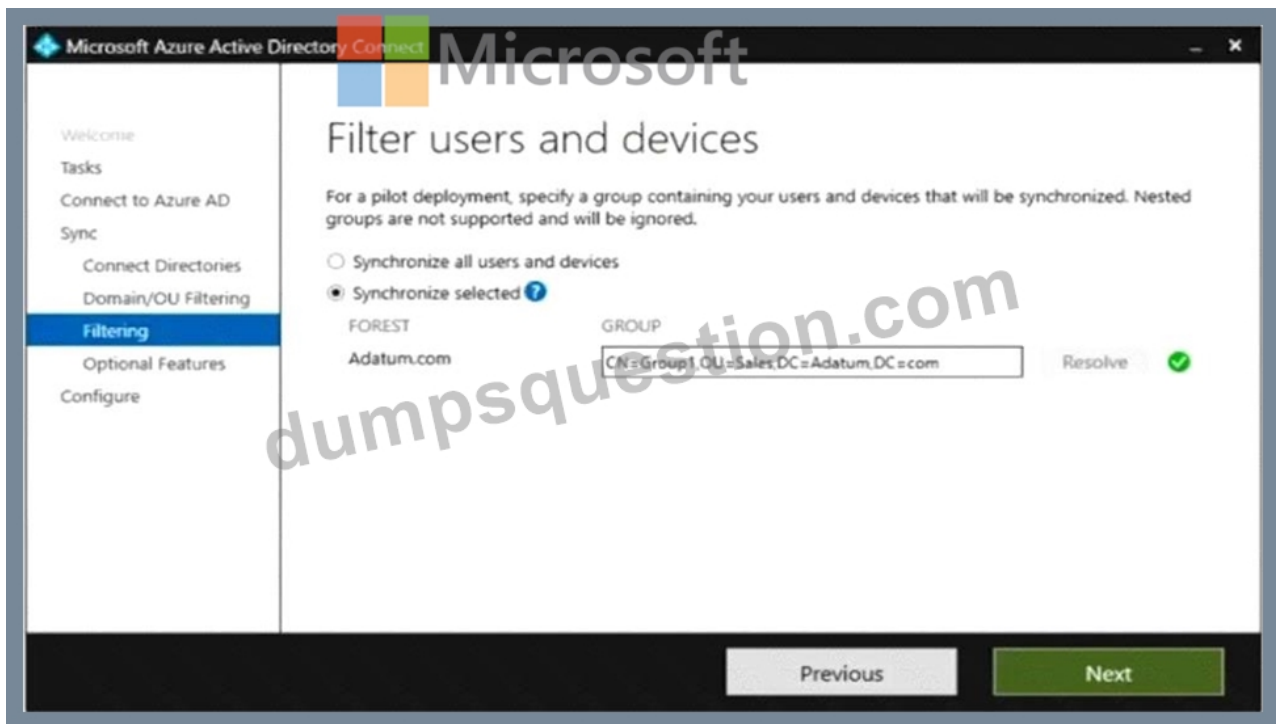 Microsoft Azure Active Directory Connect
Microsoft
Welcome
Tasks
Connect to Azure AD
Sync
Connect Directories
Domain/OU Filtering
Filtering
Optional Features
Configure
Filter users and devices
For a pilot deployment, specify a group containing your users and devices that will be synchronized. Nested
groups are not supported and will be ignored.
Synchronize all users and devices
Synchronize selected ?
FOREST GROUP
Adatum.com CN=Group1,OU=Sales,DC=Adatum,DC=com Resolve
dumpsquestion.com
Previous Next